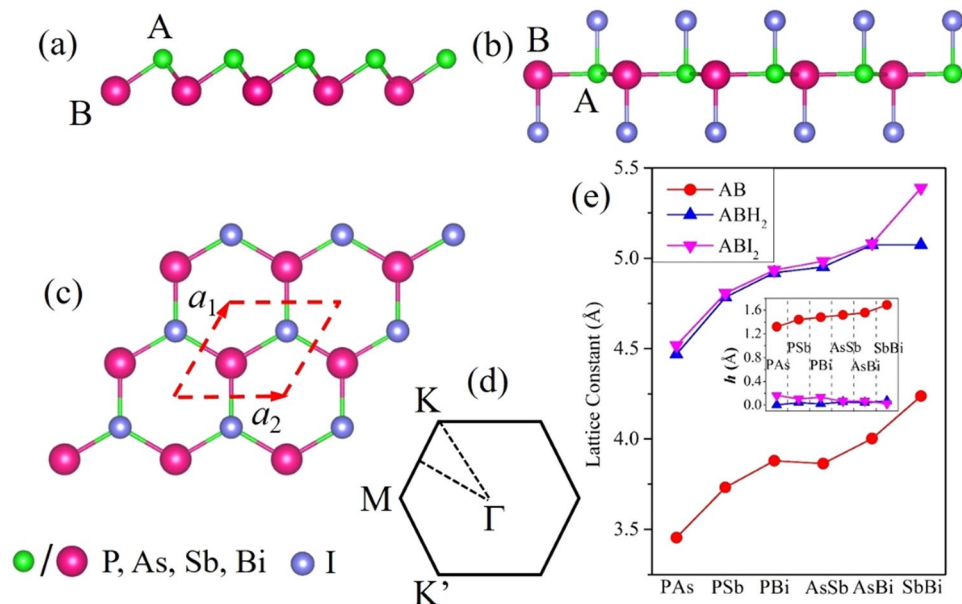 (a)
A
B
(b)
B
A
(c)
a1
a2
(d)
K
M
Γ
K’
/ P, As, Sb, Bi I
(e)
5.5
5.0
4.5
4.0
3.5
Lattice Constant (Å)
AB
ABH₂
ABI₂
1.6
1.2
0.8
0.4
0.0
h (Å)
PAs
PSb
PBi
AsSb
AsBi
SbBi
PAs PSb PBi AsSb AsBi SbBi